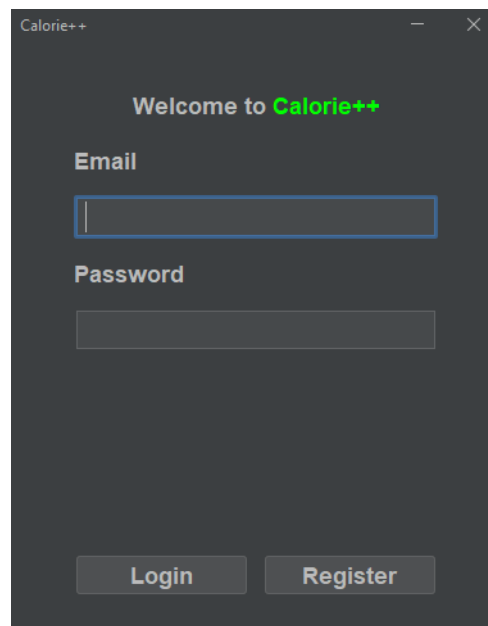 Calorie++
Welcome to Calorie++
Email
Password
Login Register